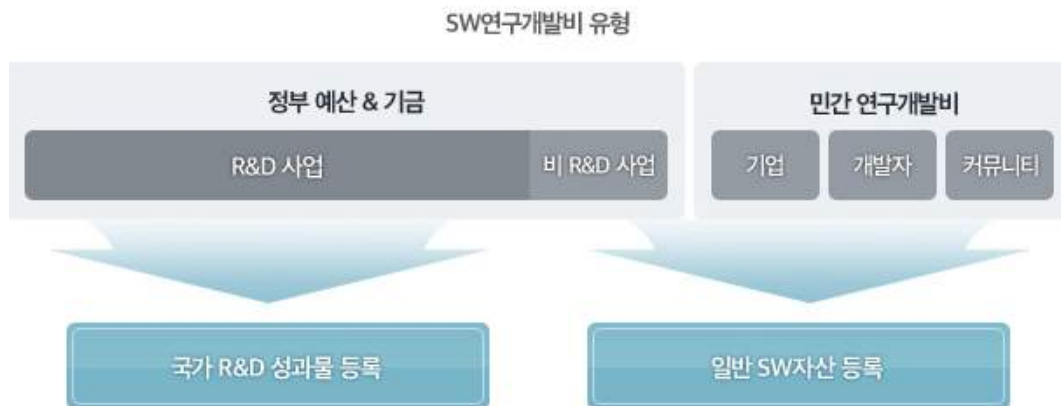 SW연구개발비 유형
정부 예산 & 기금
민간 연구개발비
R&D 사업
비 R&D 사업
기업
개발자
커뮤니티
국가 R&D 성과물 등록
일반 SW자산 등록